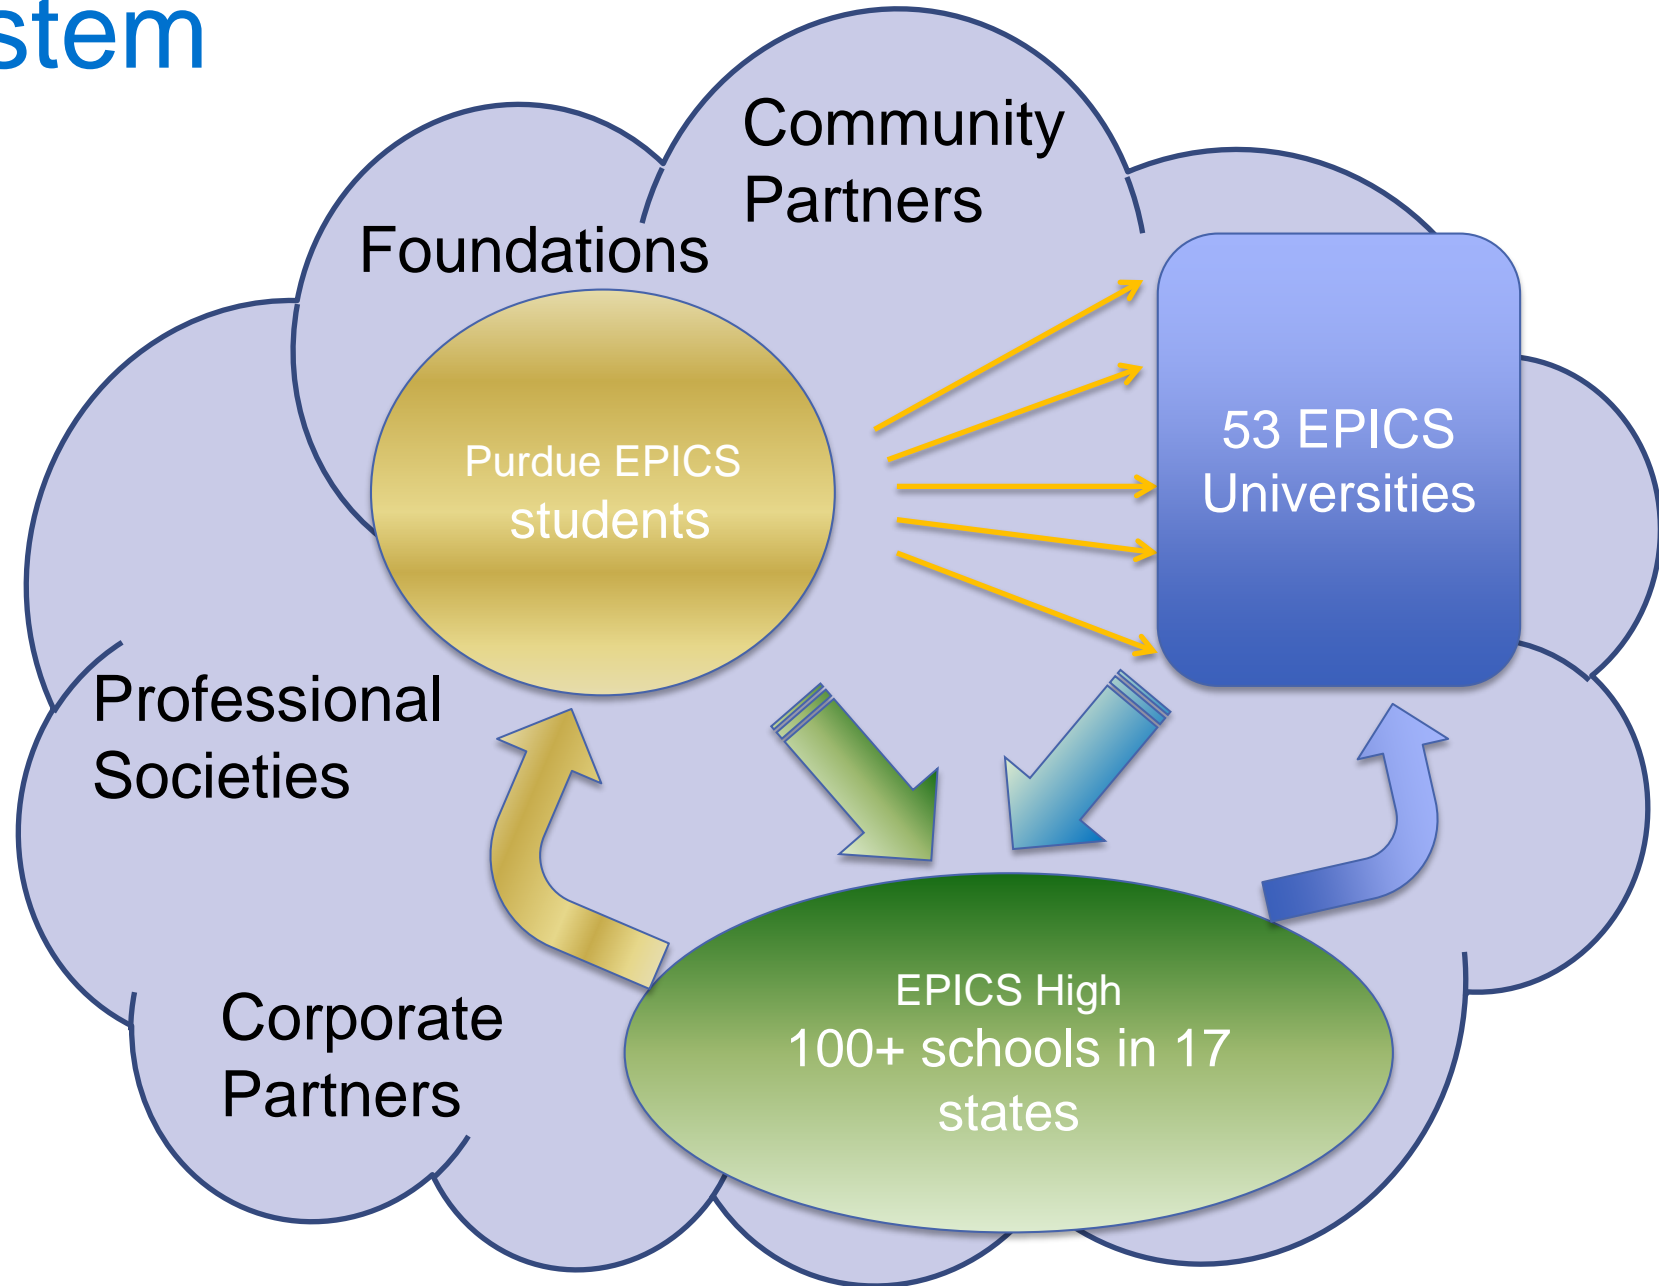 stem
Community
Partners
Foundations
53 EPICS
Universities
Purdue EPICS
students
Professional
Societies
EPICS High
100+ schools in 17
states
Corporate
Partners